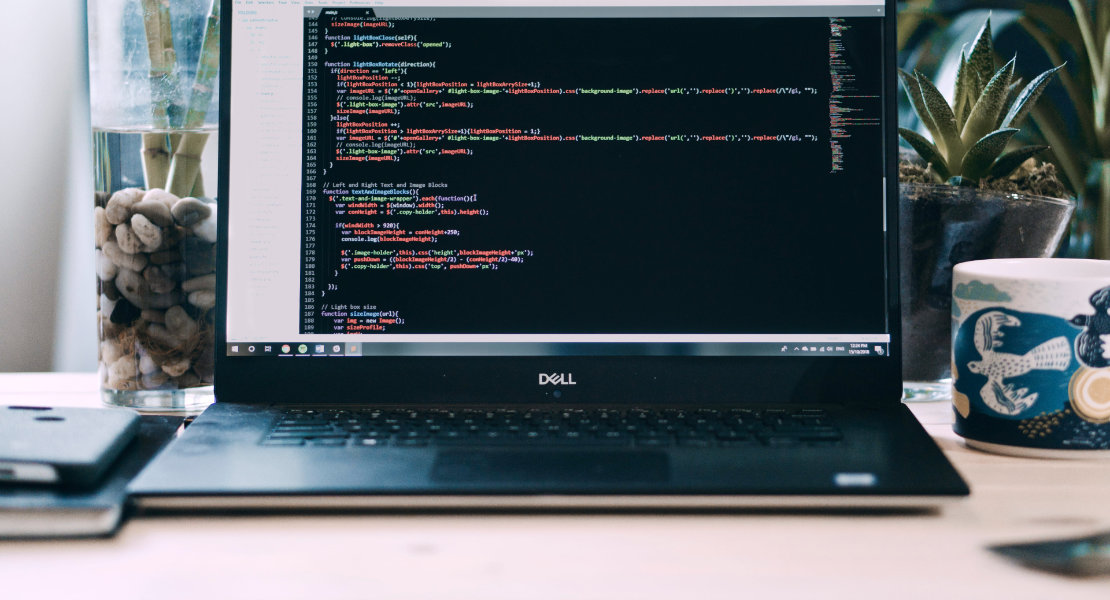 main.js
// console.log(lightBoxArrySize);
144 sizeImage(imageURL);
145 }
146 function lightBoxClose(self){
147 $('.light-box').removeClass('opened');
148 }
149
150 function lightBoxRotate(direction){
151 if(direction == 'left'){
152 lightBoxPosition --;
153 if(lightBoxPosition < 1){lightBoxPosition = lightBoxArrySize+1;}
154 var imageURL = $('#'+openGallery+' #light-box-image-'+lightBoxPosition).css('background-image').replace('url(','').replace(')','').replace(/\"/gi, "");
155 // console.log(imageURL);
156 $('.light-box-image').attr('src',imageURL);
157 sizeImage(imageURL);
158 }else{
159 lightBoxPosition ++;
160 if(lightBoxPosition > lightBoxArrySize+1){lightBoxPosition = 1;}
161 var imageURL = $('#'+openGallery+' #light-box-image-'+lightBoxPosition).css('background-image').replace('url(','').replace(')','').replace(/\"/gi, "");
162 // console.log(imageURL);
163 $('.light-box-image').attr('src',imageURL);
164 sizeImage(imageURL);
165 }
166 }
167
168 // Left and Right Text and Image Blocks
169 function textAndImageBlocks(){
170 $('.text-and-image-wrapper').each(function(){
171 var windWidth = $(window).width();
172 var conHeight = $('.copy-holder',this).height();
173
174 if(windWidth > 920){
175 var blockImageHeight = conHeight+250;
176 console.log(blockImageHeight);
177
178 $('.image-holder',this).css('height',blockImageHeight+'px');
179 var pushDown = ((blockImageHeight/2) - (conHeight/2)-40);
180 $('.copy-holder',this).css('top', pushDown+'px');
181 }
182
183 });
184 }
185
186 // Light box size
187 function sizeImage(url){
188 var img = new Image();
189 var sizeProfile;
12:24 PM
DELL